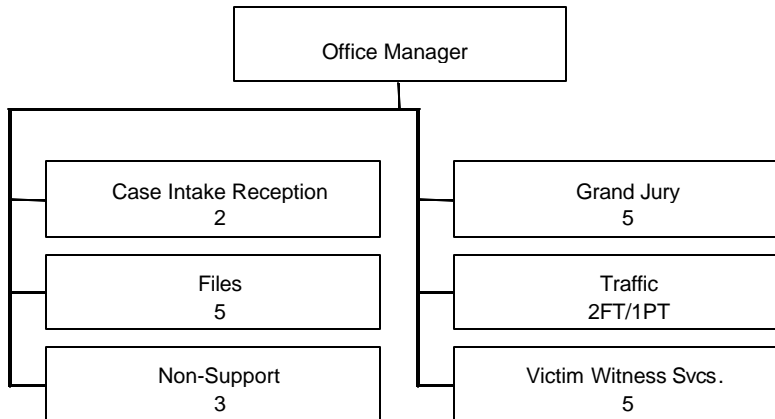 Office Manager
Case Intake Reception
2
Grand Jury
5
Files
5
Traffic
2FT/1PT
Non-Support
3
Victim Witness Svcs.
5